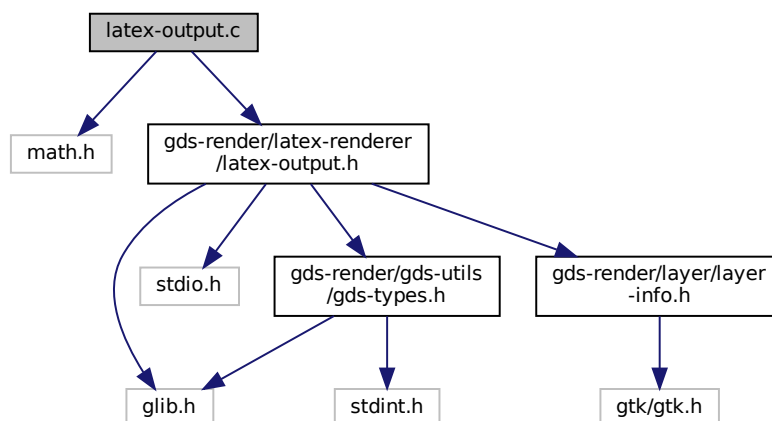 latex-output.c
math.h
gds-render/latex-renderer
/latex-output.h
stdio.h
gds-render/gds-utils
/gds-types.h
gds-render/layer/layer
-info.h
glib.h
stdint.h
gtk/gtk.h